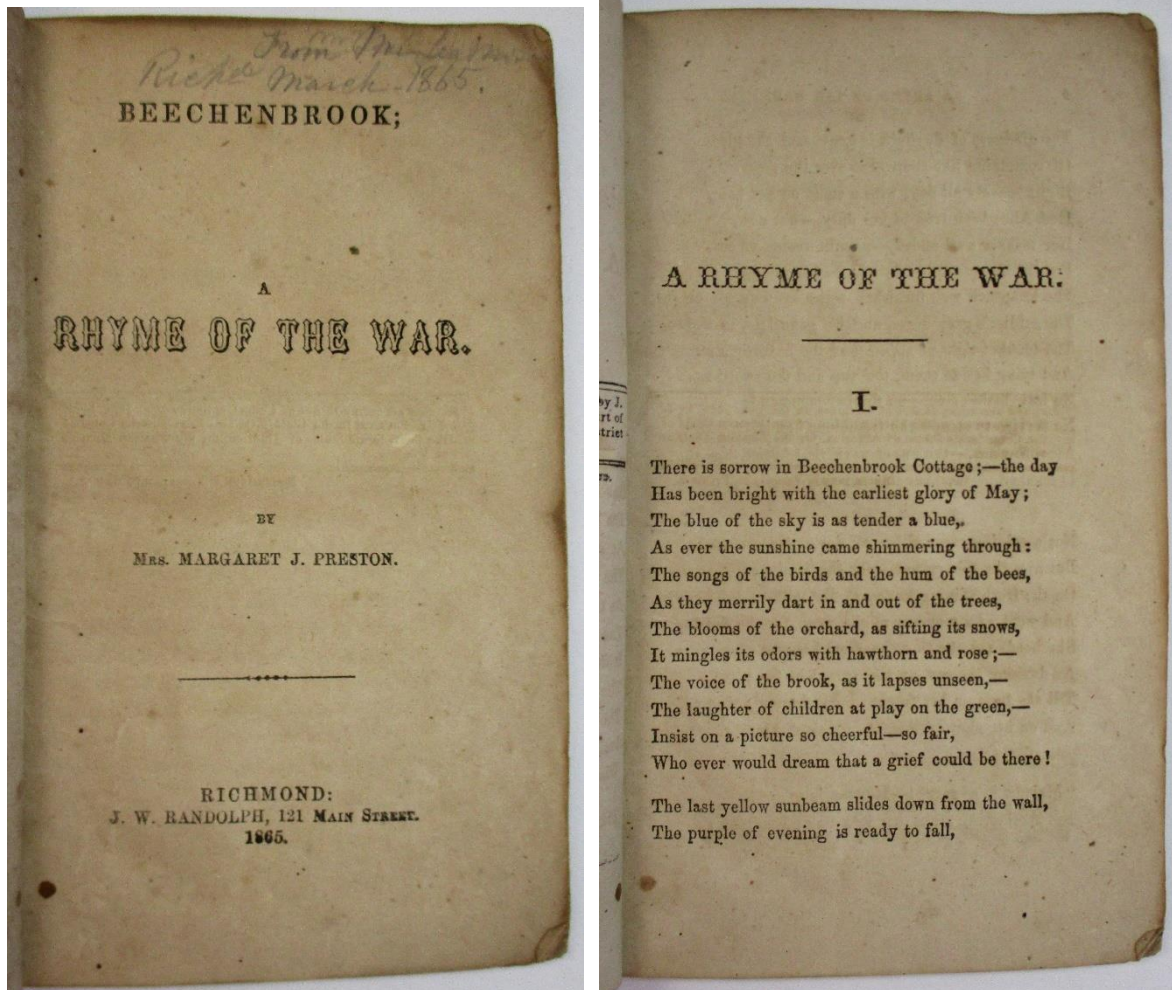 From
March - 1865.
BEECHENBROOK;
A
RHYME OF THE WAR.
BY
MRS. MARGARET J. PRESTON.
RICHMOND:
J. W. RANDOLPH, 121 MAIN STREET.
1865.
by J.
rt of
strict
A RHYME OF THE WAR.
I.
There is sorrow in Beechenbrook Cottage;—the day
Has been bright with the earliest glory of May;
The blue of the sky is as tender a blue,.
As ever the sunshine came shimmering through:
The songs of the birds and the hum of the bees,
As they merrily dart in and out of the trees,
The blooms of the orchard, as sifting its snows,
It mingles its odors with hawthorn and rose;—
The voice of the brook, as it lapses unseen,—
The laughter of children at play on the green,—
Insist on a picture so cheerful—so fair,
Who ever would dream that a grief could be there!
The last yellow sunbeam slides down from the wall,
The purple of evening is ready to fall,